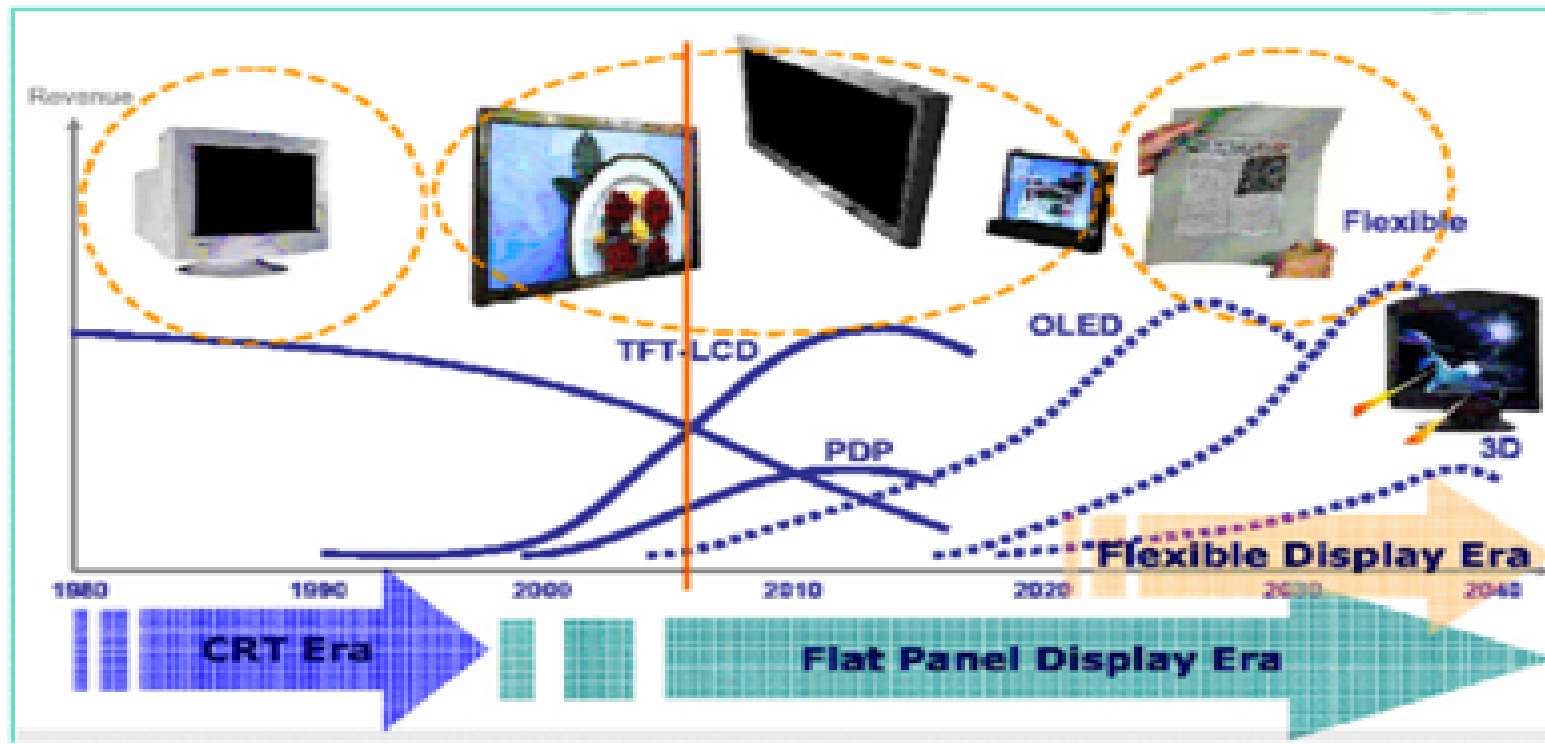 Revenue
Flexible
OLED
TFT-LCD
PDP
3D
Flexible Display Era
1980
1990
2000
2010
2020
2030
2040
CRT Era
Flat Panel Display Era